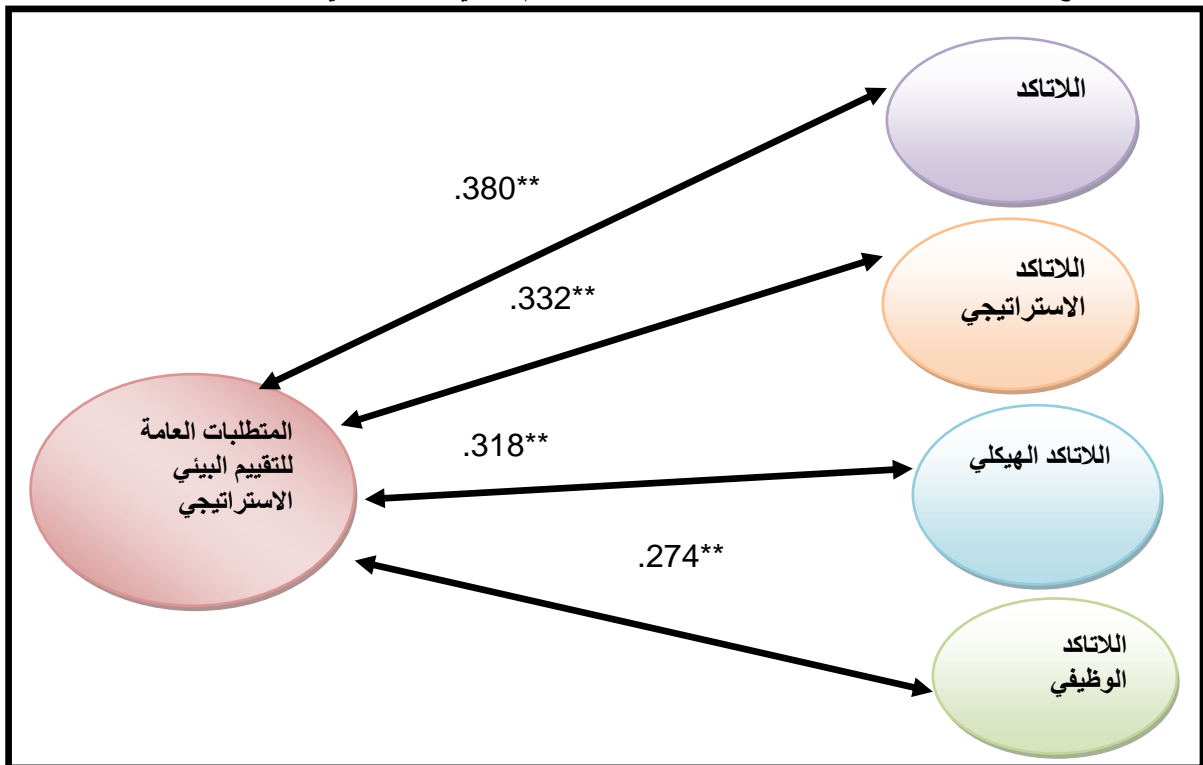 اللاتاكد
.380**
اللاتاكد
الاستراتيجي
.332**
المتطلبات العامة
للتقييم البيئي
الاستراتيجي
.318**
اللاتاكد الهيكلي
.274**
اللاتاكد
الوظيفي